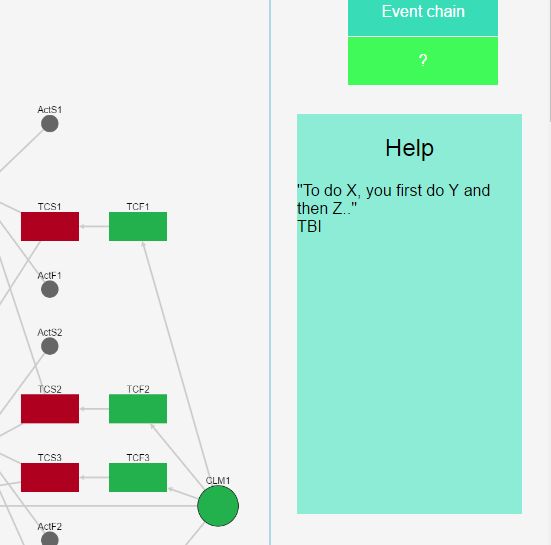 Event chain
?
ActS1
TCS1
TCF1
ActF1
ActS2
TCS2
TCF2
TCS3
TCF3
CLM1
ActF2
Help
"To do X, you first do Y and
then Z.."
TBI